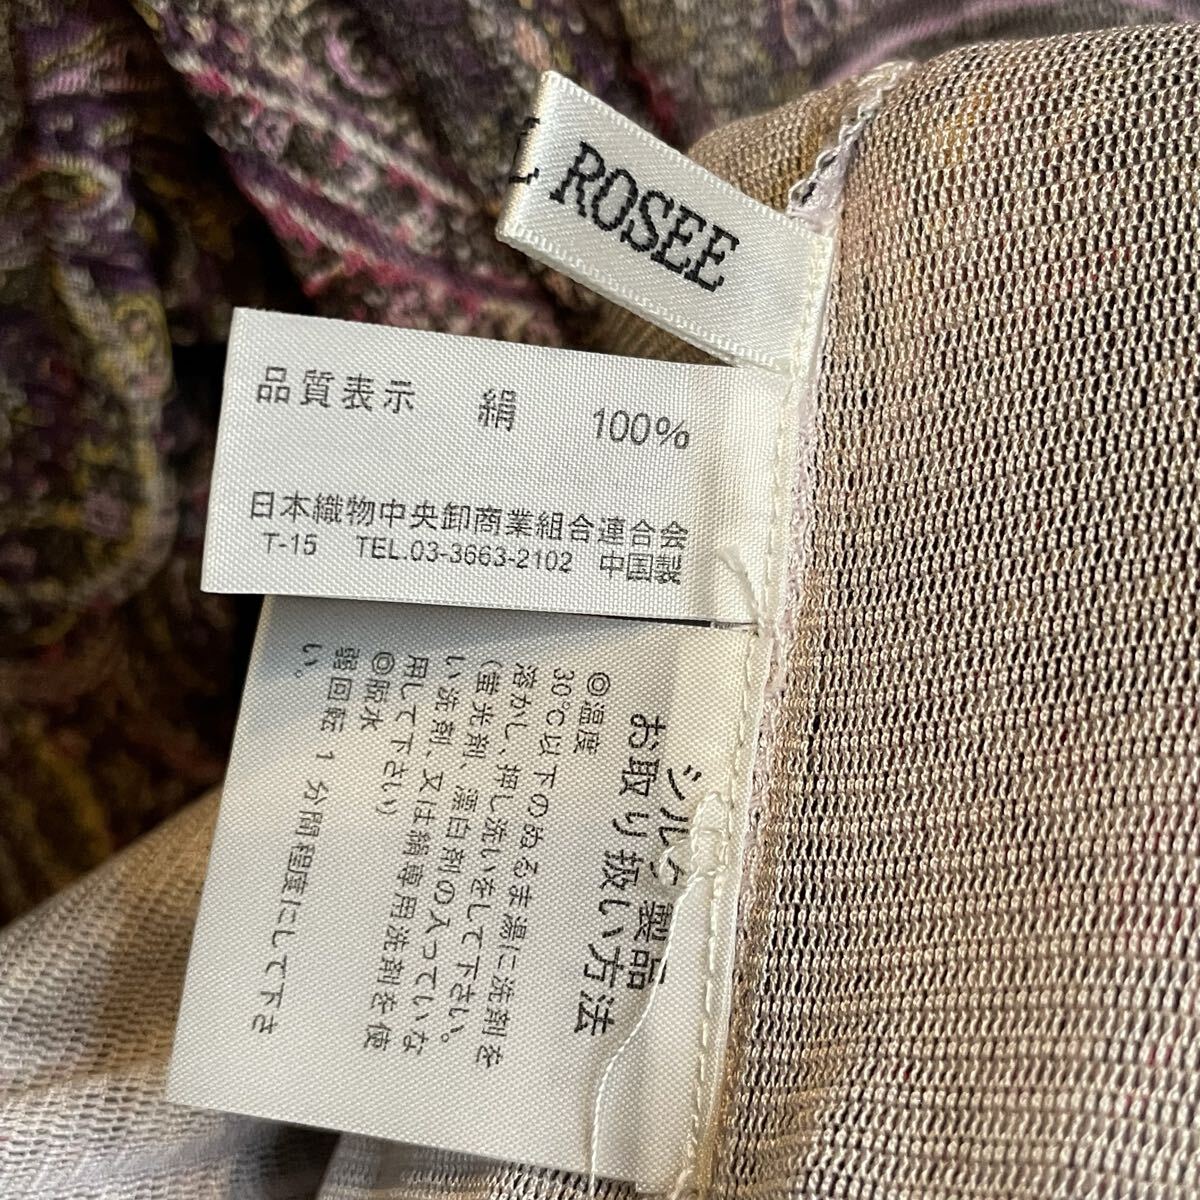 ROSEE
品質表示 絹 100%
日本織物中央卸商業組合連合会
T-15 TEL.03-3663-2102 中国製
シルク製品
お取り扱い方法
◎温度
30℃以下のぬるま湯に洗剤を
溶かし、押し洗いをして下さい。
(蛍光剤、漂白剤の入っていな
い洗剤、又は絹専用洗剤を使
用して下さい)
◎脱水
弱回転1分間程度にして下さ
い。